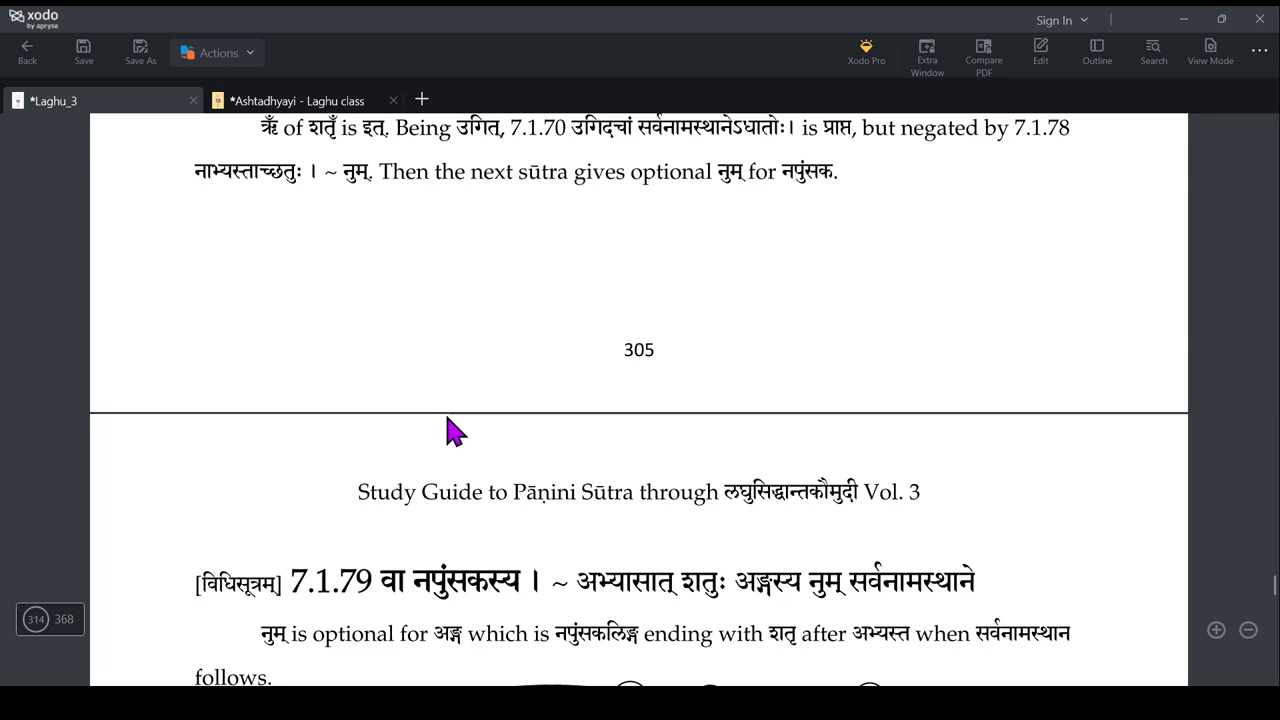 xodo
by apryse
Sign In
Back
Save
Save As
Actions
Xodo Pro
Extra Window
Compare PDF
Edit
Outline
Search
View Mode
*Laghu_3
*Ashtadhyayi - Laghu class
ऋँ of शतृँ is इत्. Being उगित्, 7.1.70 उगिदचां सर्वनामस्थानेऽधातोः। is प्राप्त, but negated by 7.1.78
नाभ्यस्ताच्छतुः । ~ नुम्. Then the next sūtra gives optional नुम् for नपुंसक.
305
Study Guide to Pāṇini Sūtra through लघुसिद्धान्तकौमुदी Vol. 3
[विधिसूत्रम्] 7.1.79 वा नपुंसकस्य । ~ अभ्यासात् शतुः अङ्गस्य नुम् सर्वनामस्थाने
नुम् is optional for अङ्ग which is नपुंसकलिङ्ग ending with शतृ after अभ्यस्त when सर्वनामस्थान
follows.
314 368